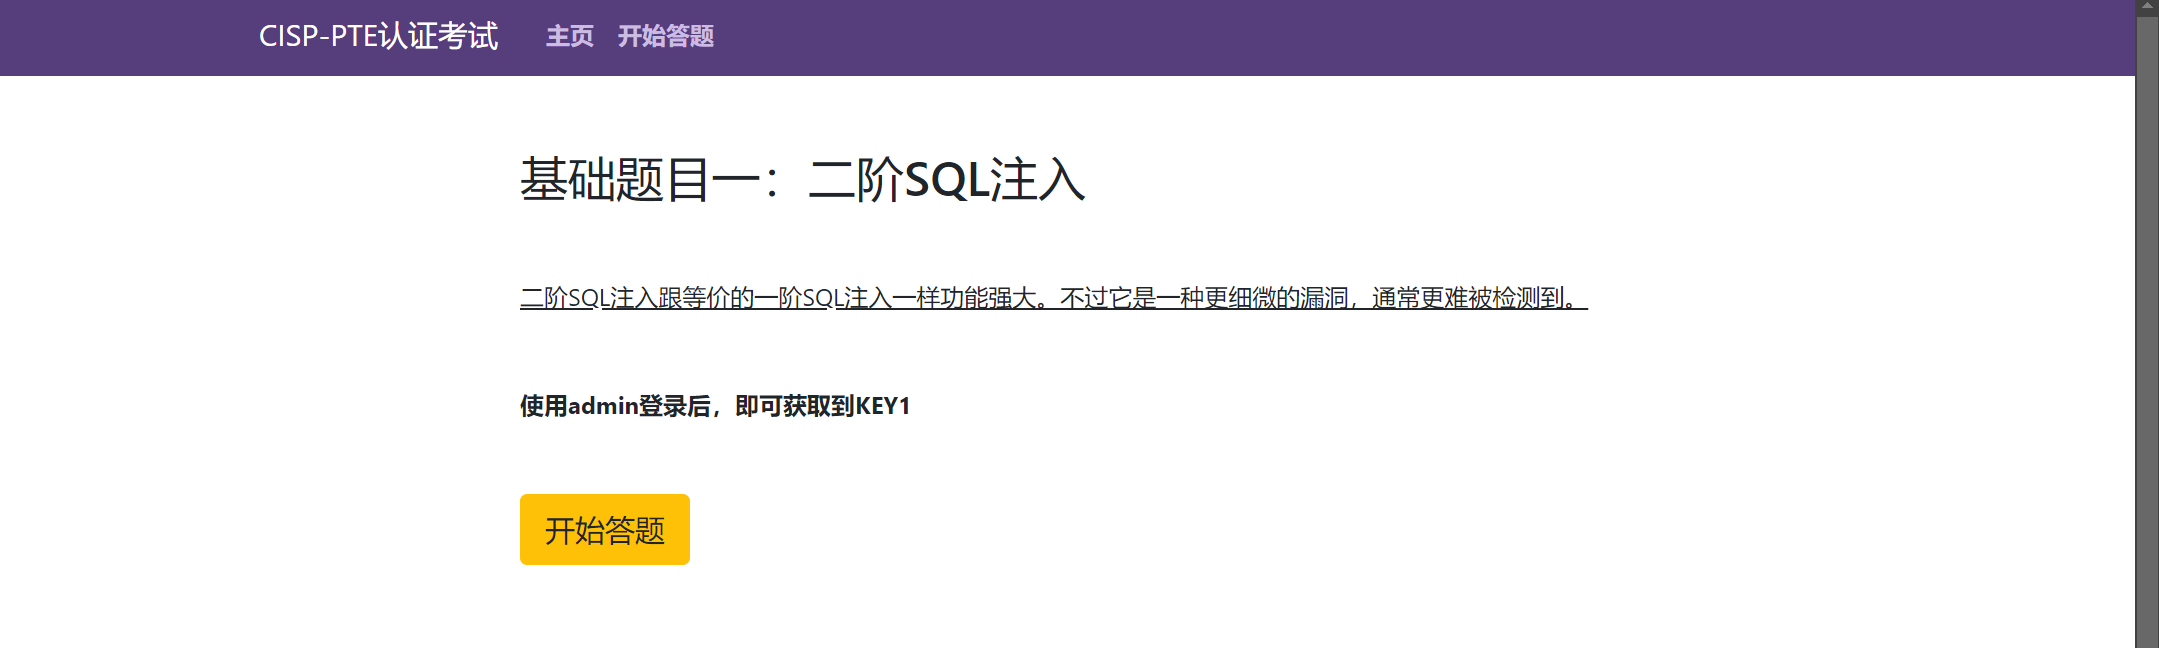 CISP-PTE认证考试 主页 开始答题
基础题目一：二阶SQL注入
二阶SQL注入跟等价的一阶SQL注入一样功能强大。不过它是一种更细微的漏洞，通常更难被检测到。
使用admin登录后，即可获取到KEY1
开始答题